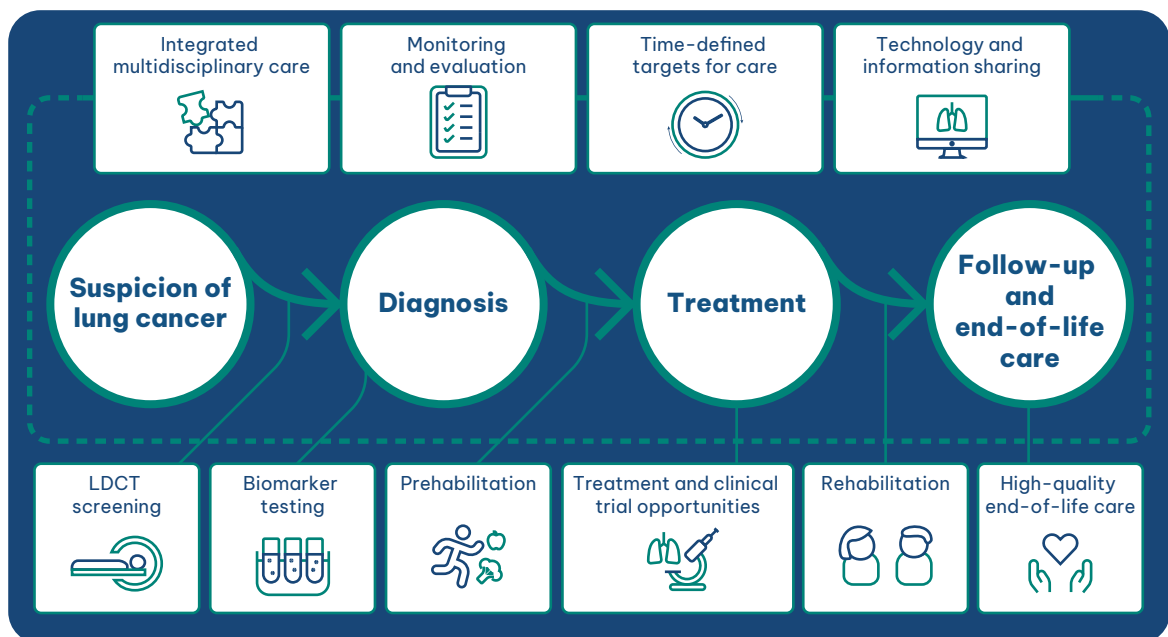 Integrated
multidisciplinary care
Monitoring
and evaluation
Time-defined
targets for care
Technology and
information sharing
Suspicion of
lung cancer
Diagnosis
Treatment
Follow-up
and
end-of-life
care
LDCT
screening
Biomarker
testing
Prehabilitation
Treatment and clinical
trial opportunities
Rehabilitation
High-quality
end-of-life care